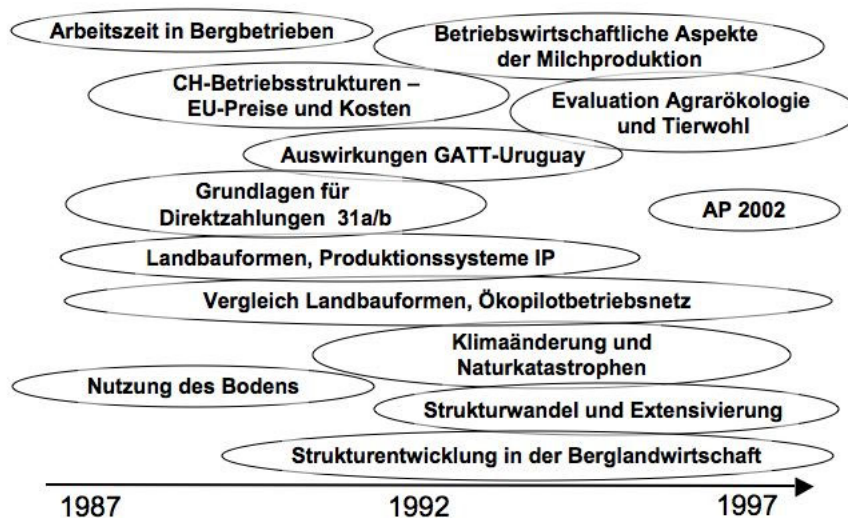 Arbeitszeit in Bergbetrieben
Betriebswirtschaftliche Aspekte
der Milchproduktion
CH-Betriebsstrukturen –
EU-Preise und Kosten
Evaluation Agrarökologie
und Tierwohl
Auswirkungen GATT-Uruguay
Grundlagen für
Direktzahlungen 31a/b
AP 2002
Landbauformen, Produktionssysteme IP
Vergleich Landbauformen, Ökopilotbetriebsnetz
Klimaänderung und
Naturkatastrophen
Nutzung des Bodens
Strukturwandel und Extensivierung
Strukturentwicklung in der Berglandwirtschaft
1987 1992 1997